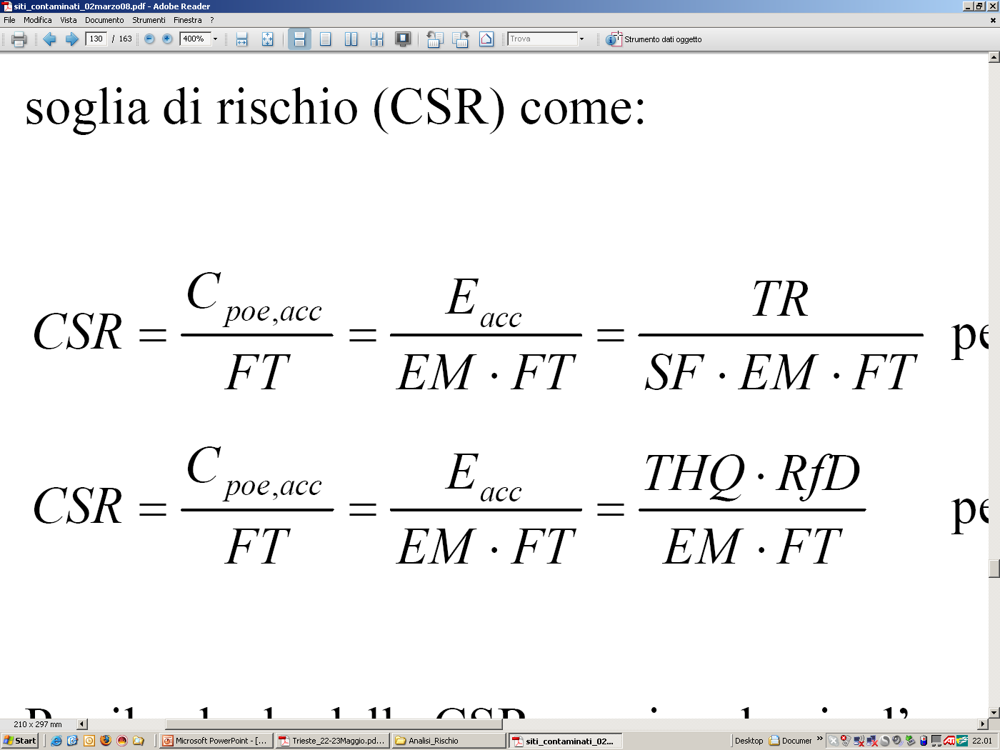 siti_contaminati_02marzo08.pdf - Adobe Reader
File Modifica Vista Documento Strumenti Finestra ?
130 / 163 400% Trova Strumento dati oggetto
soglia di rischio (CSR) come:
CSR = C poe,acc / FT = E acc / EM · FT = TR / SF · EM · FT pe
CSR = C poe,acc / FT = E acc / EM · FT = THQ · RfD / EM · FT pe
210 x 297 mm
Start Microsoft PowerPoint - [... Trieste_22-23Maggio.pd... Analisi_Rischio siti_contaminati_02... Desktop Documer » 22.01